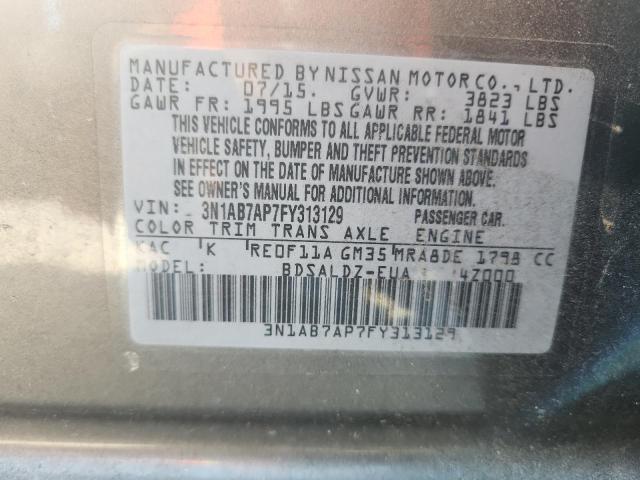 MANUFACTURED BY NISSAN MOTOR CO., LTD.
DATE: 07/15. GVWR: 3823 LBS
GAWR FR: 1995 LBS GAWR RR: 1841 LBS
THIS VEHICLE CONFORMS TO ALL APPLICABLE FEDERAL MOTOR
VEHICLE SAFETY, BUMPER AND THEFT PREVENTION STANDARDS
IN EFFECT ON THE DATE OF MANUFACTURE SHOWN ABOVE.
SEE OWNER'S MANUAL FOR ADDITIONAL INFORMATION.
VIN: 3N1AB7AP7FY313129 PASSENGER CAR.
COLOR TRIM TRANS AXLE ENGINE
KAC K RE0F11A GM35 MRA8DE 1798 CC
MODEL: BDSALDZ-EUA 4Z000
3N1AB7AP7FY313129